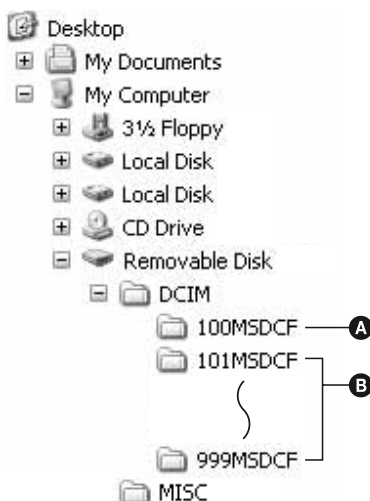 Desktop
My Documents
My Computer
3½ Floppy
Local Disk
Local Disk
CD Drive
Removable Disk
DCIM
100MSDCF A
101MSDCF
B
999MSDCF
MISC